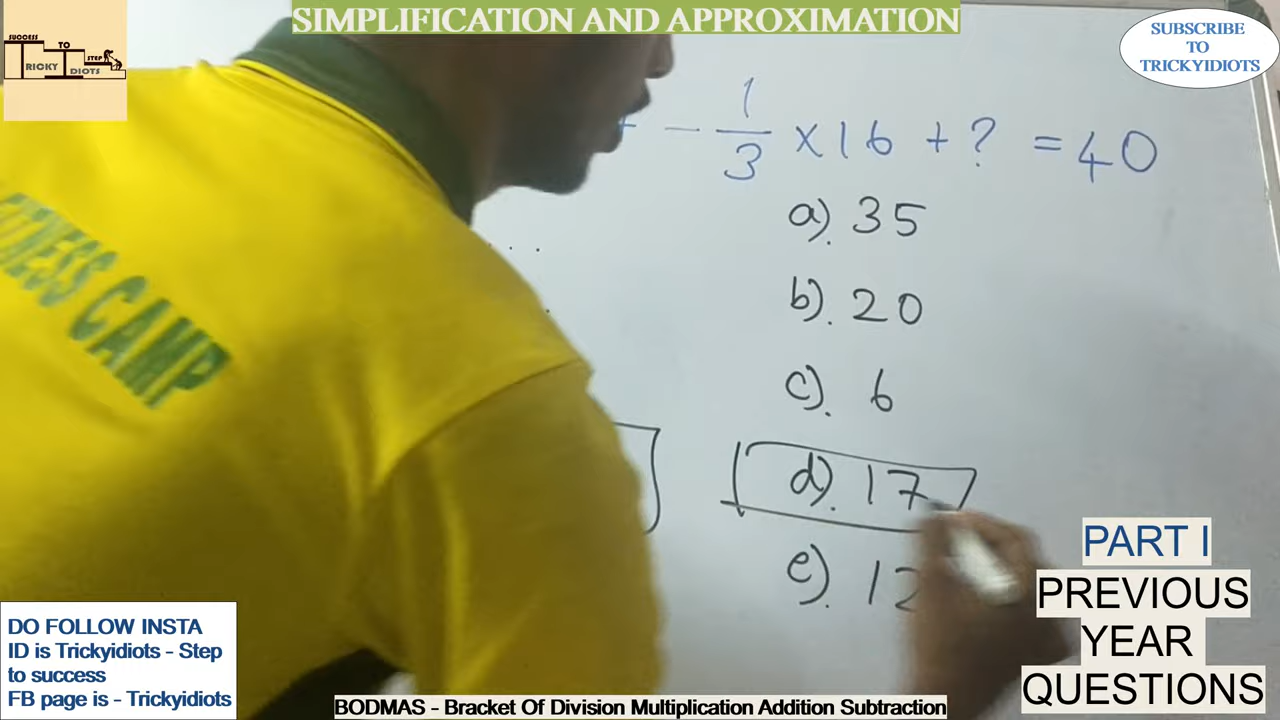 SIMPLIFICATION AND APPROXIMATION
SUCCESS
TO
STEP
TRICKY IDIOTS
SUBSCRIBE
TO
TRICKYIDIOTS
- 1/3 × 16 + ? = 40
a). 35
b). 20
c). 6
d). 17
e). 12
FITNESS CAMP
PART I
PREVIOUS
YEAR
QUESTIONS
DO FOLLOW INSTA
ID is Trickyidiots - Step
to success
FB page is - Trickyidiots
BODMAS - Bracket Of Division Multiplication Addition Subtraction